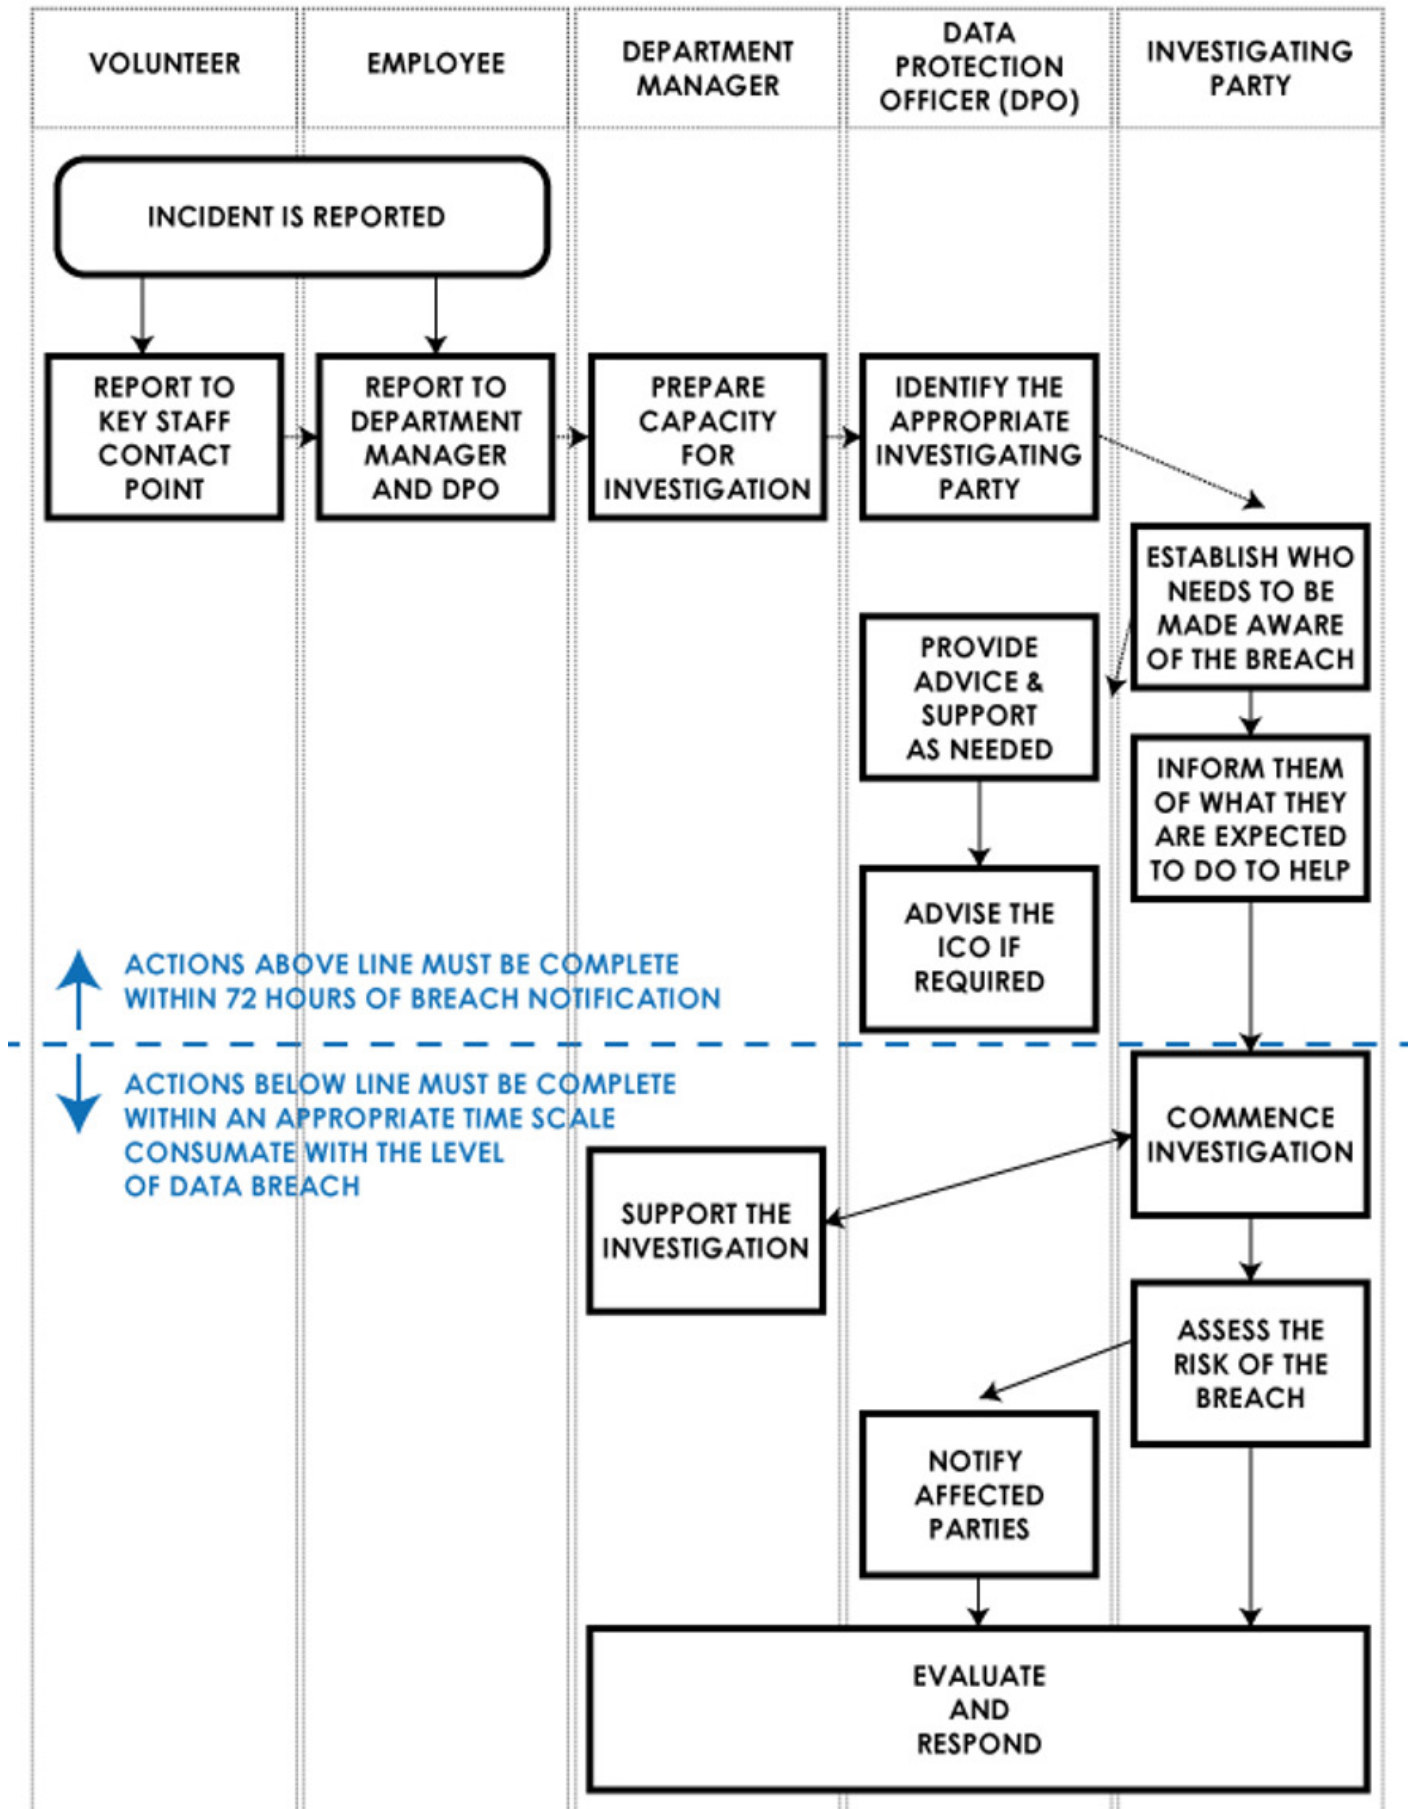 VOLUNTEER
EMPLOYEE
DEPARTMENT
MANAGER
DATA
PROTECTION
OFFICER (DPO)
INVESTIGATING
PARTY
INCIDENT IS REPORTED
REPORT TO
KEY STAFF
CONTACT
POINT
REPORT TO
DEPARTMENT
MANAGER
AND DPO
PREPARE
CAPACITY
FOR
INVESTIGATION
IDENTIFY THE
APPROPRIATE
INVESTIGATING
PARTY
ESTABLISH WHO
NEEDS TO BE
MADE AWARE
OF THE BREACH
PROVIDE
ADVICE &
SUPPORT
AS NEEDED
INFORM THEM
OF WHAT THEY
ARE EXPECTED
TO DO TO HELP
ADVISE THE
ICO IF
REQUIRED
ACTIONS ABOVE LINE MUST BE COMPLETE
WITHIN 72 HOURS OF BREACH NOTIFICATION
ACTIONS BELOW LINE MUST BE COMPLETE
WITHIN AN APPROPRIATE TIME SCALE
CONSUMATE WITH THE LEVEL
OF DATA BREACH
COMMENCE
INVESTIGATION
SUPPORT THE
INVESTIGATION
ASSESS THE
RISK OF THE
BREACH
NOTIFY
AFFECTED
PARTIES
EVALUATE
AND
RESPOND